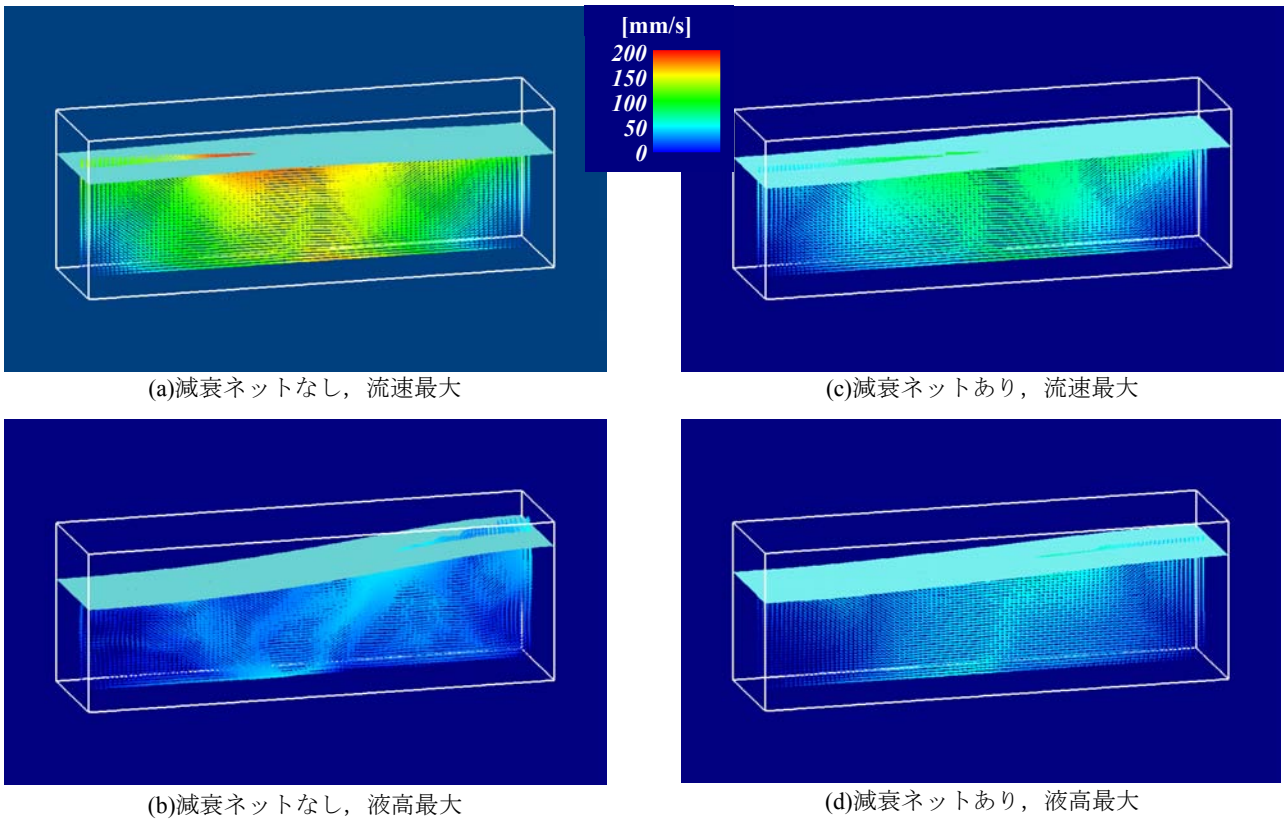 [mm/s]
200
150
100
50
0
(a)減衰ネットなし，流速最大
(c)減衰ネットあり，流速最大
(b)減衰ネットなし，液高最大
(d)減衰ネットあり，液高最大